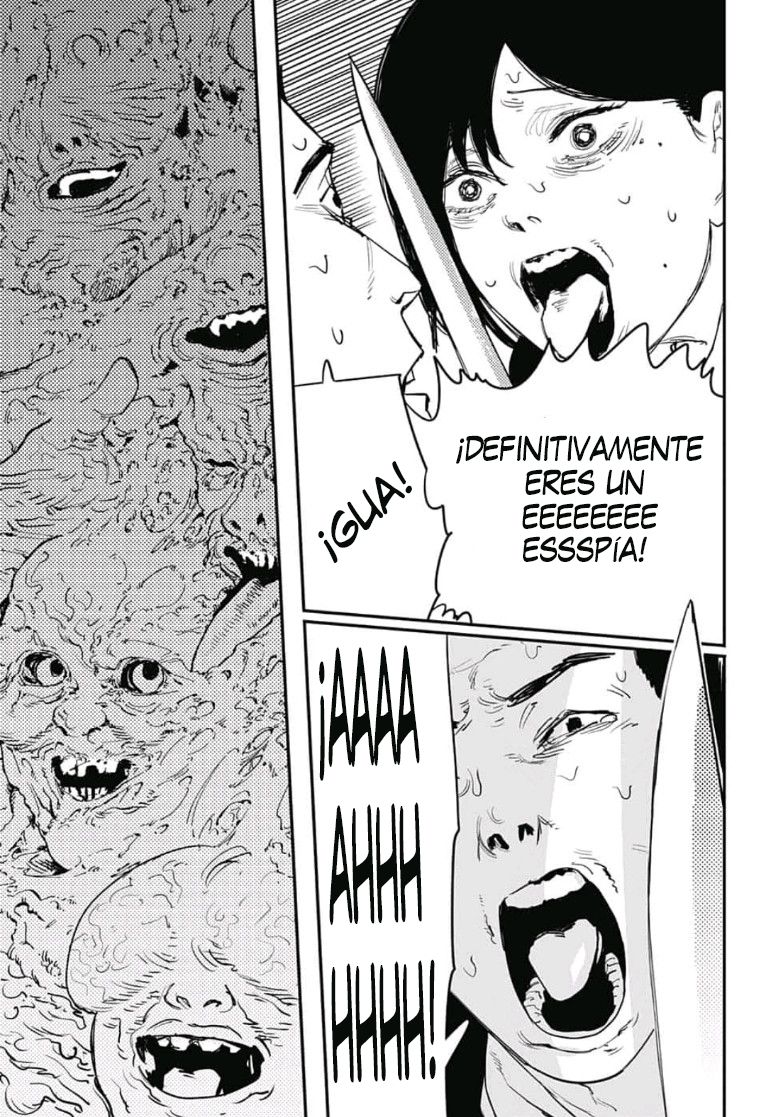 ¡DEFINITIVAMENTE
ERES UN
EEEEEEEE
ESSSPÍA!
¡GUA!
¡AAAA
AHHH
HHHH!